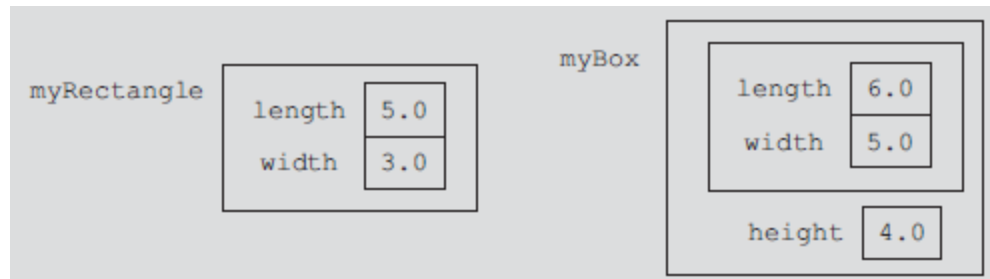 myRectangle
length 5.0
width 3.0
myBox
length 6.0
width 5.0
height 4.0